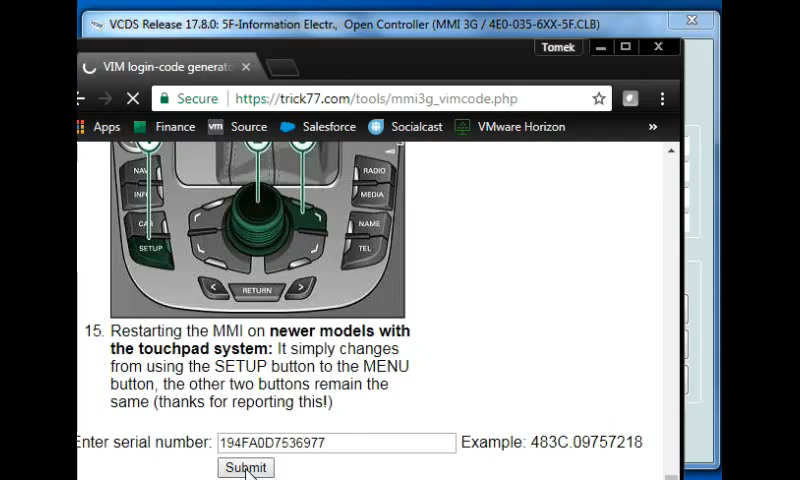 VCDS Release 17.8.0: 5F-Information Electr., Open Controller (MMI 3G / 4E0-035-6XX-5F.CLB)
Tomek
VIM login-code generato
Secure https://trick77.com/tools/mmi3g_vimcode.php
Apps Finance vm Source Salesforce Socialcast VMware Horizon »
NAV RADIO
INFO MEDIA
CAR NAME
SETUP TEL
RETURN
15. Restarting the MMI on newer models with
the touchpad system: It simply changes
from using the SETUP button to the MENU
button, the other two buttons remain the
same (thanks for reporting this!)
Enter serial number: 194FA0D7536977 Example: 483C.09757218
Submit